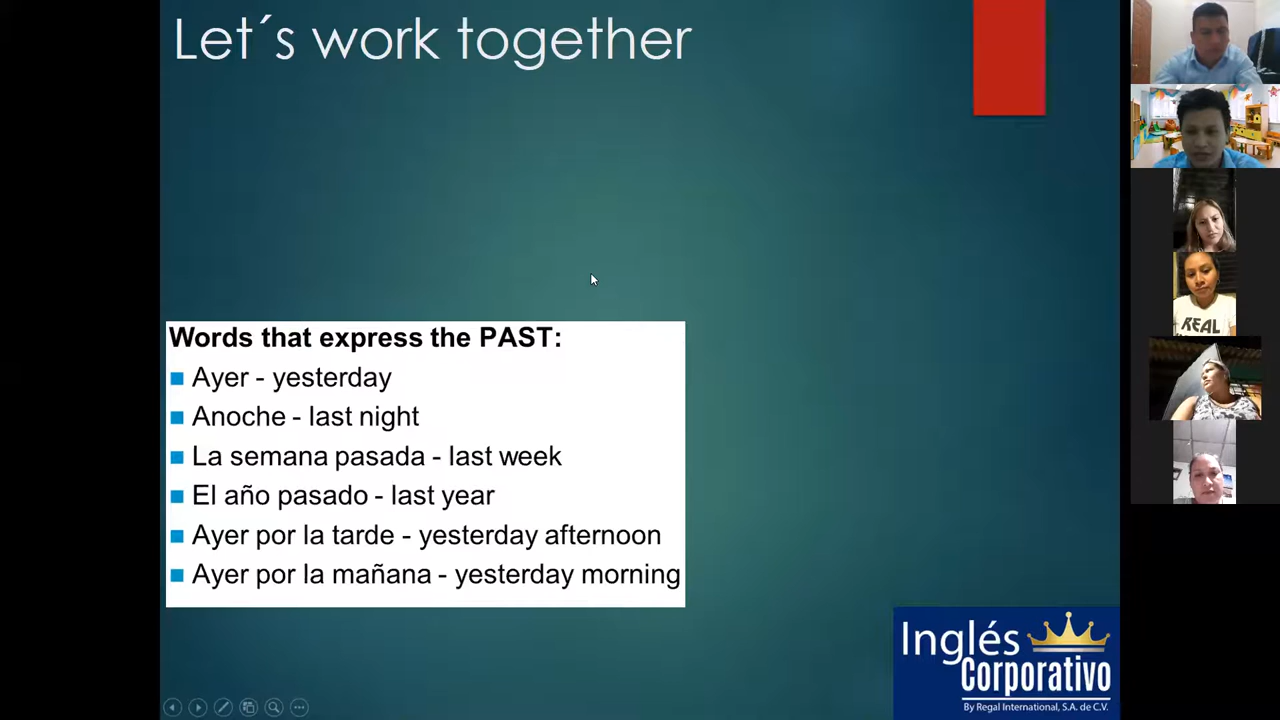 Let´s work together
Words that express the PAST:
Ayer - yesterday
Anoche - last night
La semana pasada - last week
El año pasado - last year
Ayer por la tarde - yesterday afternoon
Ayer por la mañana - yesterday morning
REAL
Inglés
Corporativo
By Regal International, S.A. de C.V.